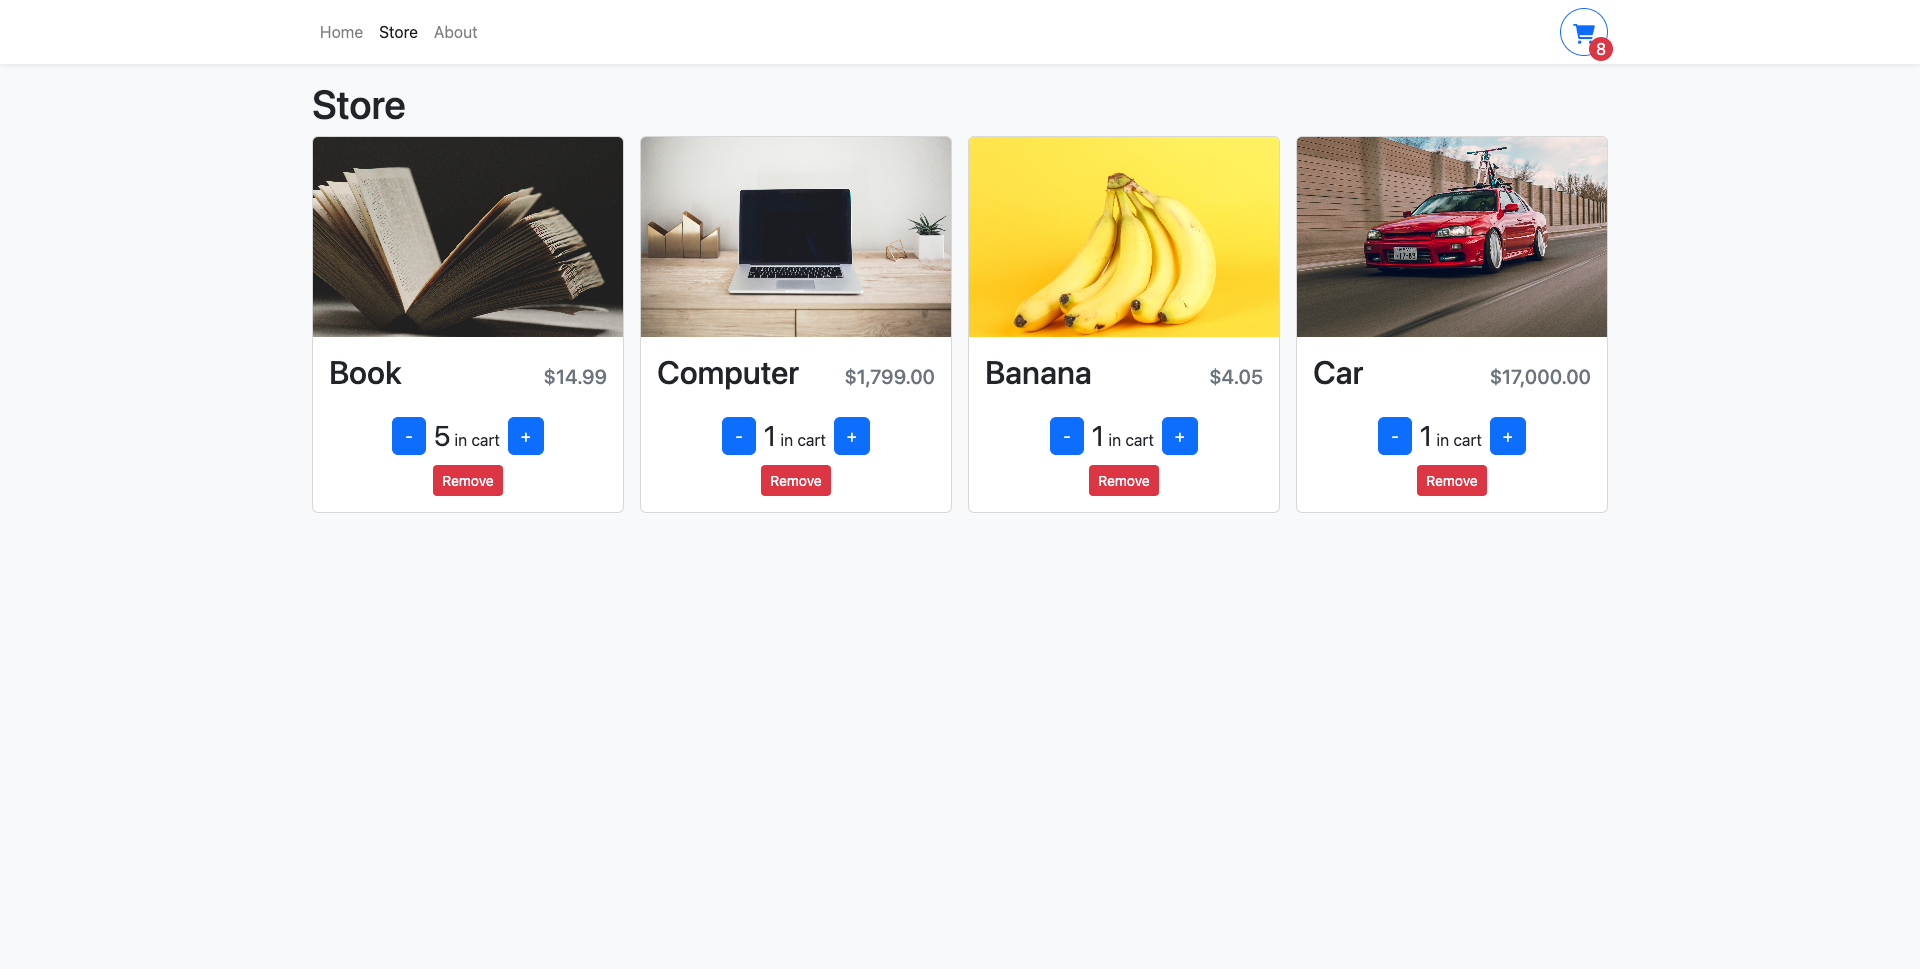 Home Store About
8
Store
Book $14.99
- 5 in cart +
Remove
Computer $1,799.00
- 1 in cart +
Remove
Banana $4.05
- 1 in cart +
Remove
Car $17,000.00
- 1 in cart +
Remove